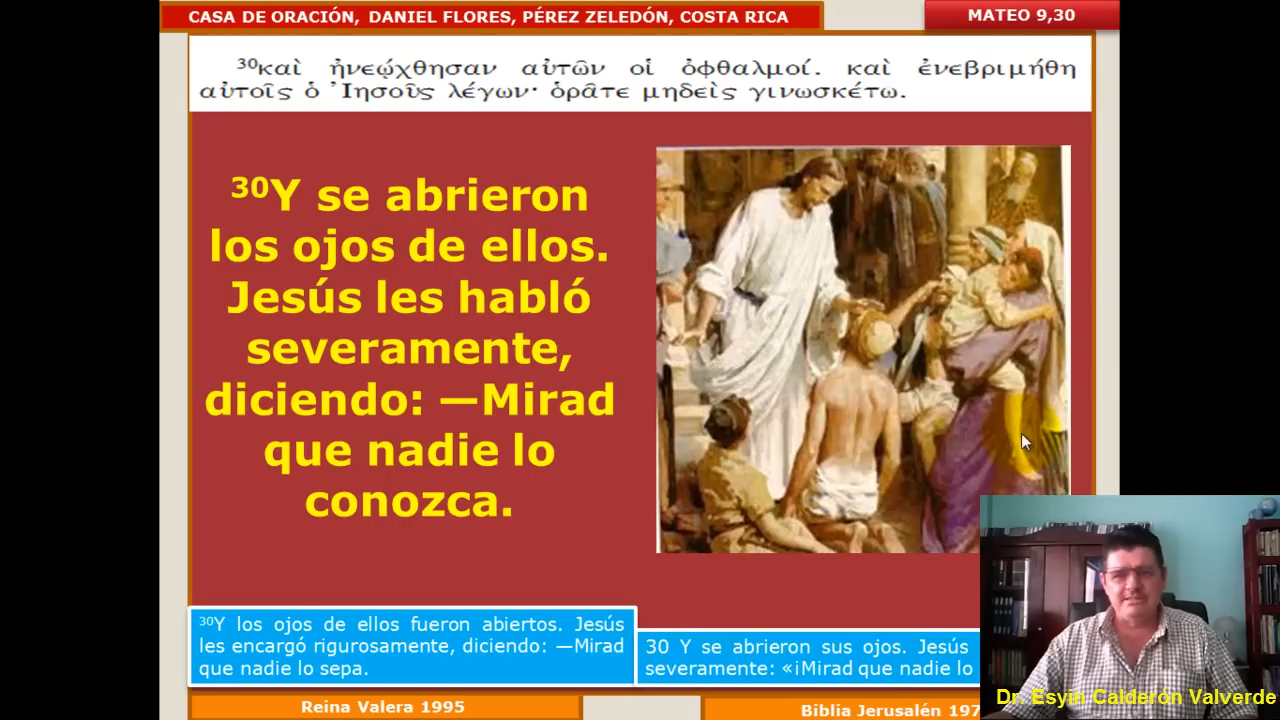 CASA DE ORACIÓN, DANIEL FLORES, PÉREZ ZELEDÓN, COSTA RICA
MATEO 9,30
³⁰καὶ ἠνεῴχθησαν αὐτῶν οἱ ὀφθαλμοί. καὶ ἐνεβριμήθη
αὐτοῖς ὁ Ἰησοῦς λέγων· ὁρᾶτε μηδεὶς γινωσκέτω.
³⁰Y se abrieron
los ojos de ellos.
Jesús les habló
severamente,
diciendo: —Mirad
que nadie lo
conozca.
³⁰Y los ojos de ellos fueron abiertos. Jesús
les encargó rigurosamente, diciendo: —Mirad
que nadie lo sepa.
30 Y se abrieron sus ojos. Jesús
severamente: «¡Mirad que nadie lo
Reina Valera 1995
Biblia Jerusalén 197
Dr. Esyin Calderón Valverde